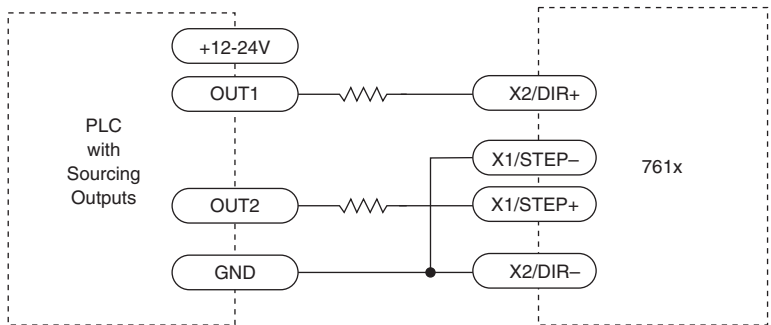 +12-24V
OUT1
X2/DIR+
PLC
with
Sourcing
Outputs
X1/STEP–
761x
OUT2
X1/STEP+
GND
X2/DIR–